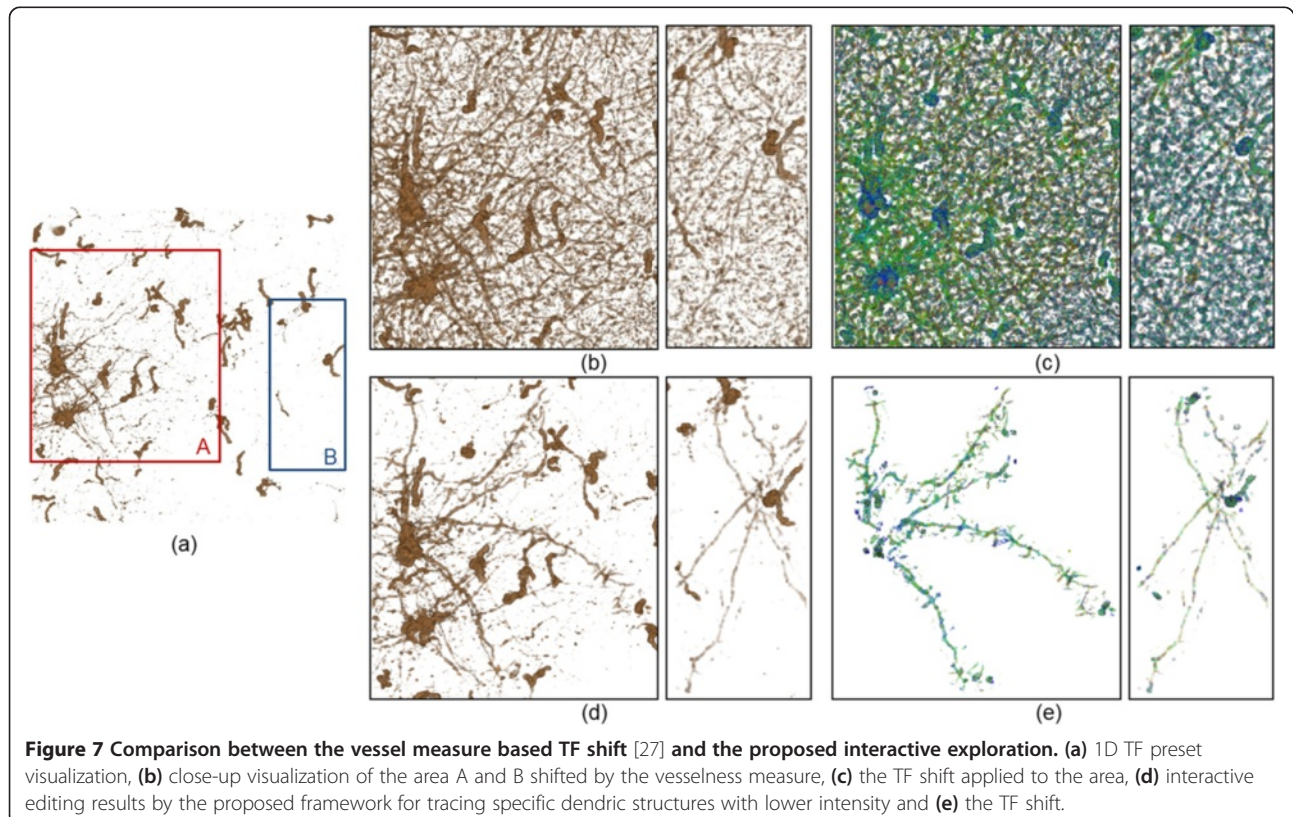 A
B
(a)
(b)
(c)
(d)
(e)
Figure 7 Comparison between the vessel measure based TF shift [27] and the proposed interactive exploration. (a) 1D TF preset
visualization, (b) close-up visualization of the area A and B shifted by the vesselness measure, (c) the TF shift applied to the area, (d) interactive
editing results by the proposed framework for tracing specific dendric structures with lower intensity and (e) the TF shift.